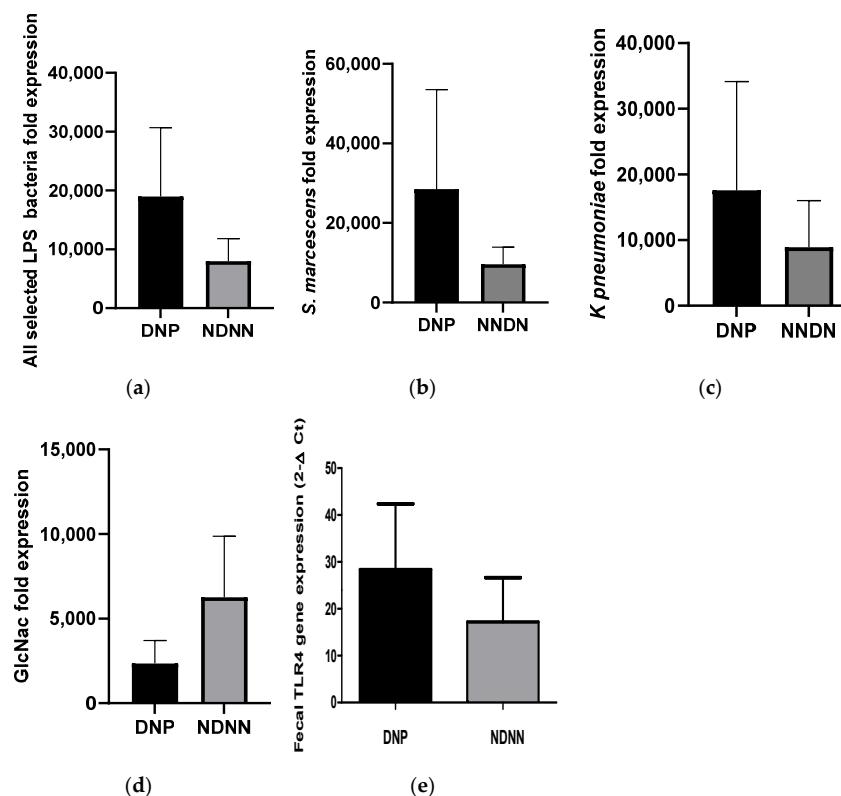 All selected LPS bacteria fold expression
40,000
30,000
20,000
10,000
0
DNP NDNN
(a)
S. marcescens fold expression
60,000
40,000
20,000
0
DNP NNDN
(b)
K pneumoniae fold expression
40,000
30,000
20,000
10,000
0
DNP NNDN
(c)
GlcNac fold expression
15,000
10,000
5,000
0
DNP NDNN
(d)
Fecal TLR4 gene expression (2-Δ Ct)
50
40
30
20
10
0
DNP NDNN
(e)